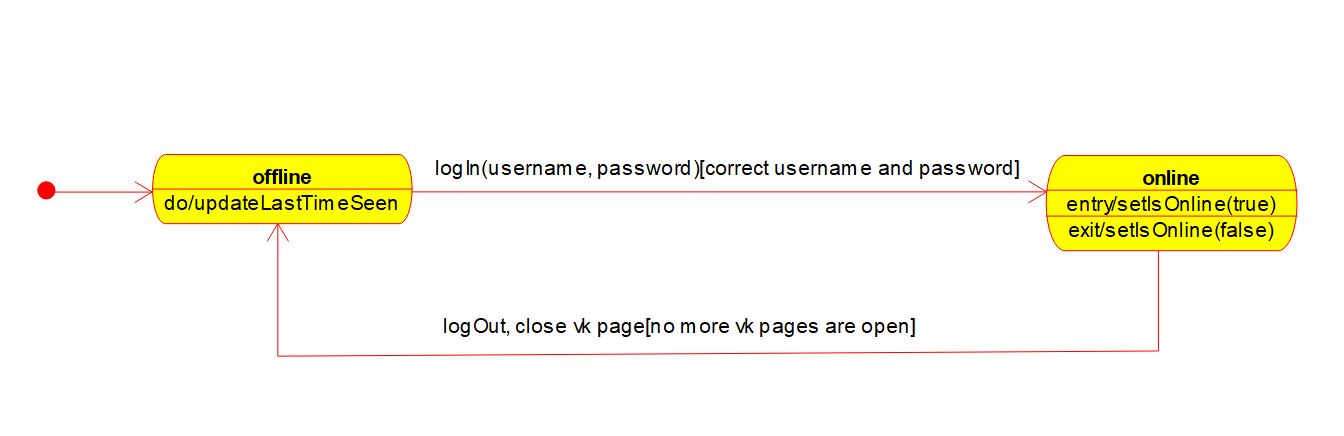 offline
do/updateLastTimeSeen
logIn(username, password)[correct username and password]
online
entry/setIsOnline(true)
exit/setIsOnline(false)
logOut, close vk page[no more vk pages are open]